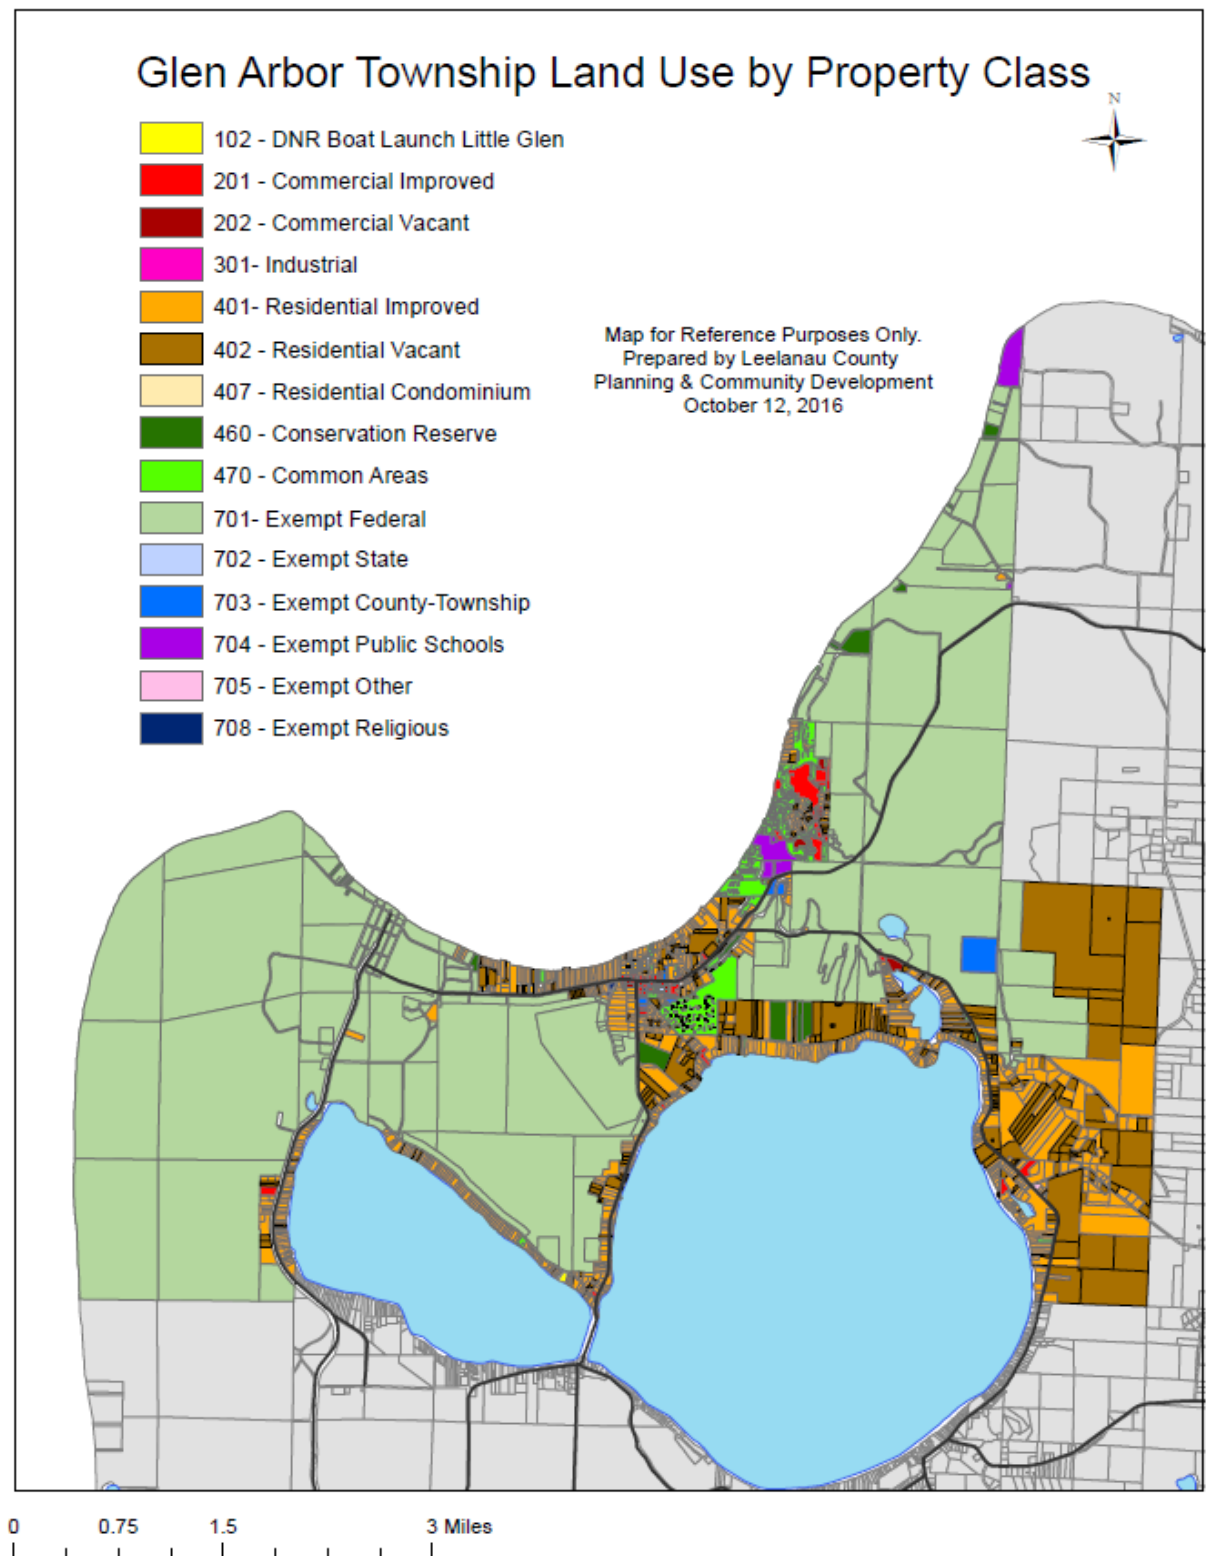 Glen Arbor Township Land Use by Property Class
N
102 - DNR Boat Launch Little Glen
201 - Commercial Improved
202 - Commercial Vacant
301- Industrial
401- Residential Improved
402 - Residential Vacant
407 - Residential Condominium
460 - Conservation Reserve
470 - Common Areas
701- Exempt Federal
702 - Exempt State
703 - Exempt County-Township
704 - Exempt Public Schools
705 - Exempt Other
708 - Exempt Religious
Map for Reference Purposes Only.
Prepared by Leelanau County
Planning & Community Development
October 12, 2016
0 0.75 1.5 3 Miles